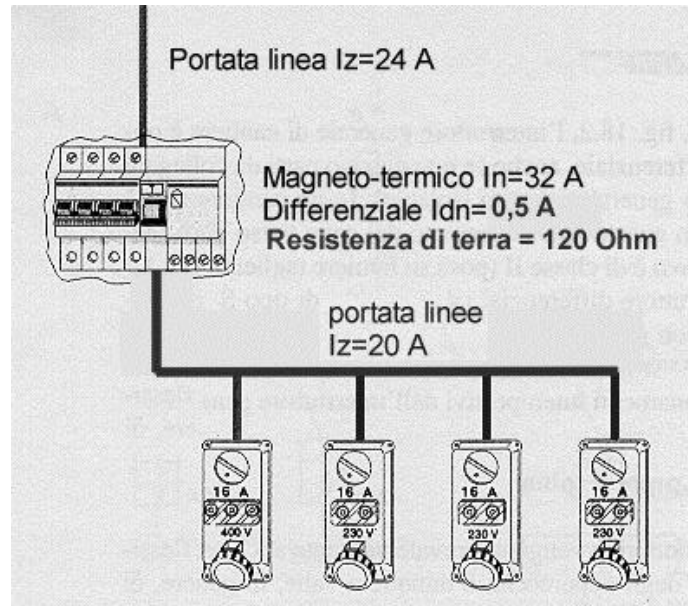 Portata linea Iz=24 A
Magneto-termico In=32 A
Differenziale Idn= 0,5 A
Resistenza di terra = 120 Ohm
portata linee
Iz=20 A
16 A
16 A
16 A
16 A
400 V
230 V
230 V
230 V